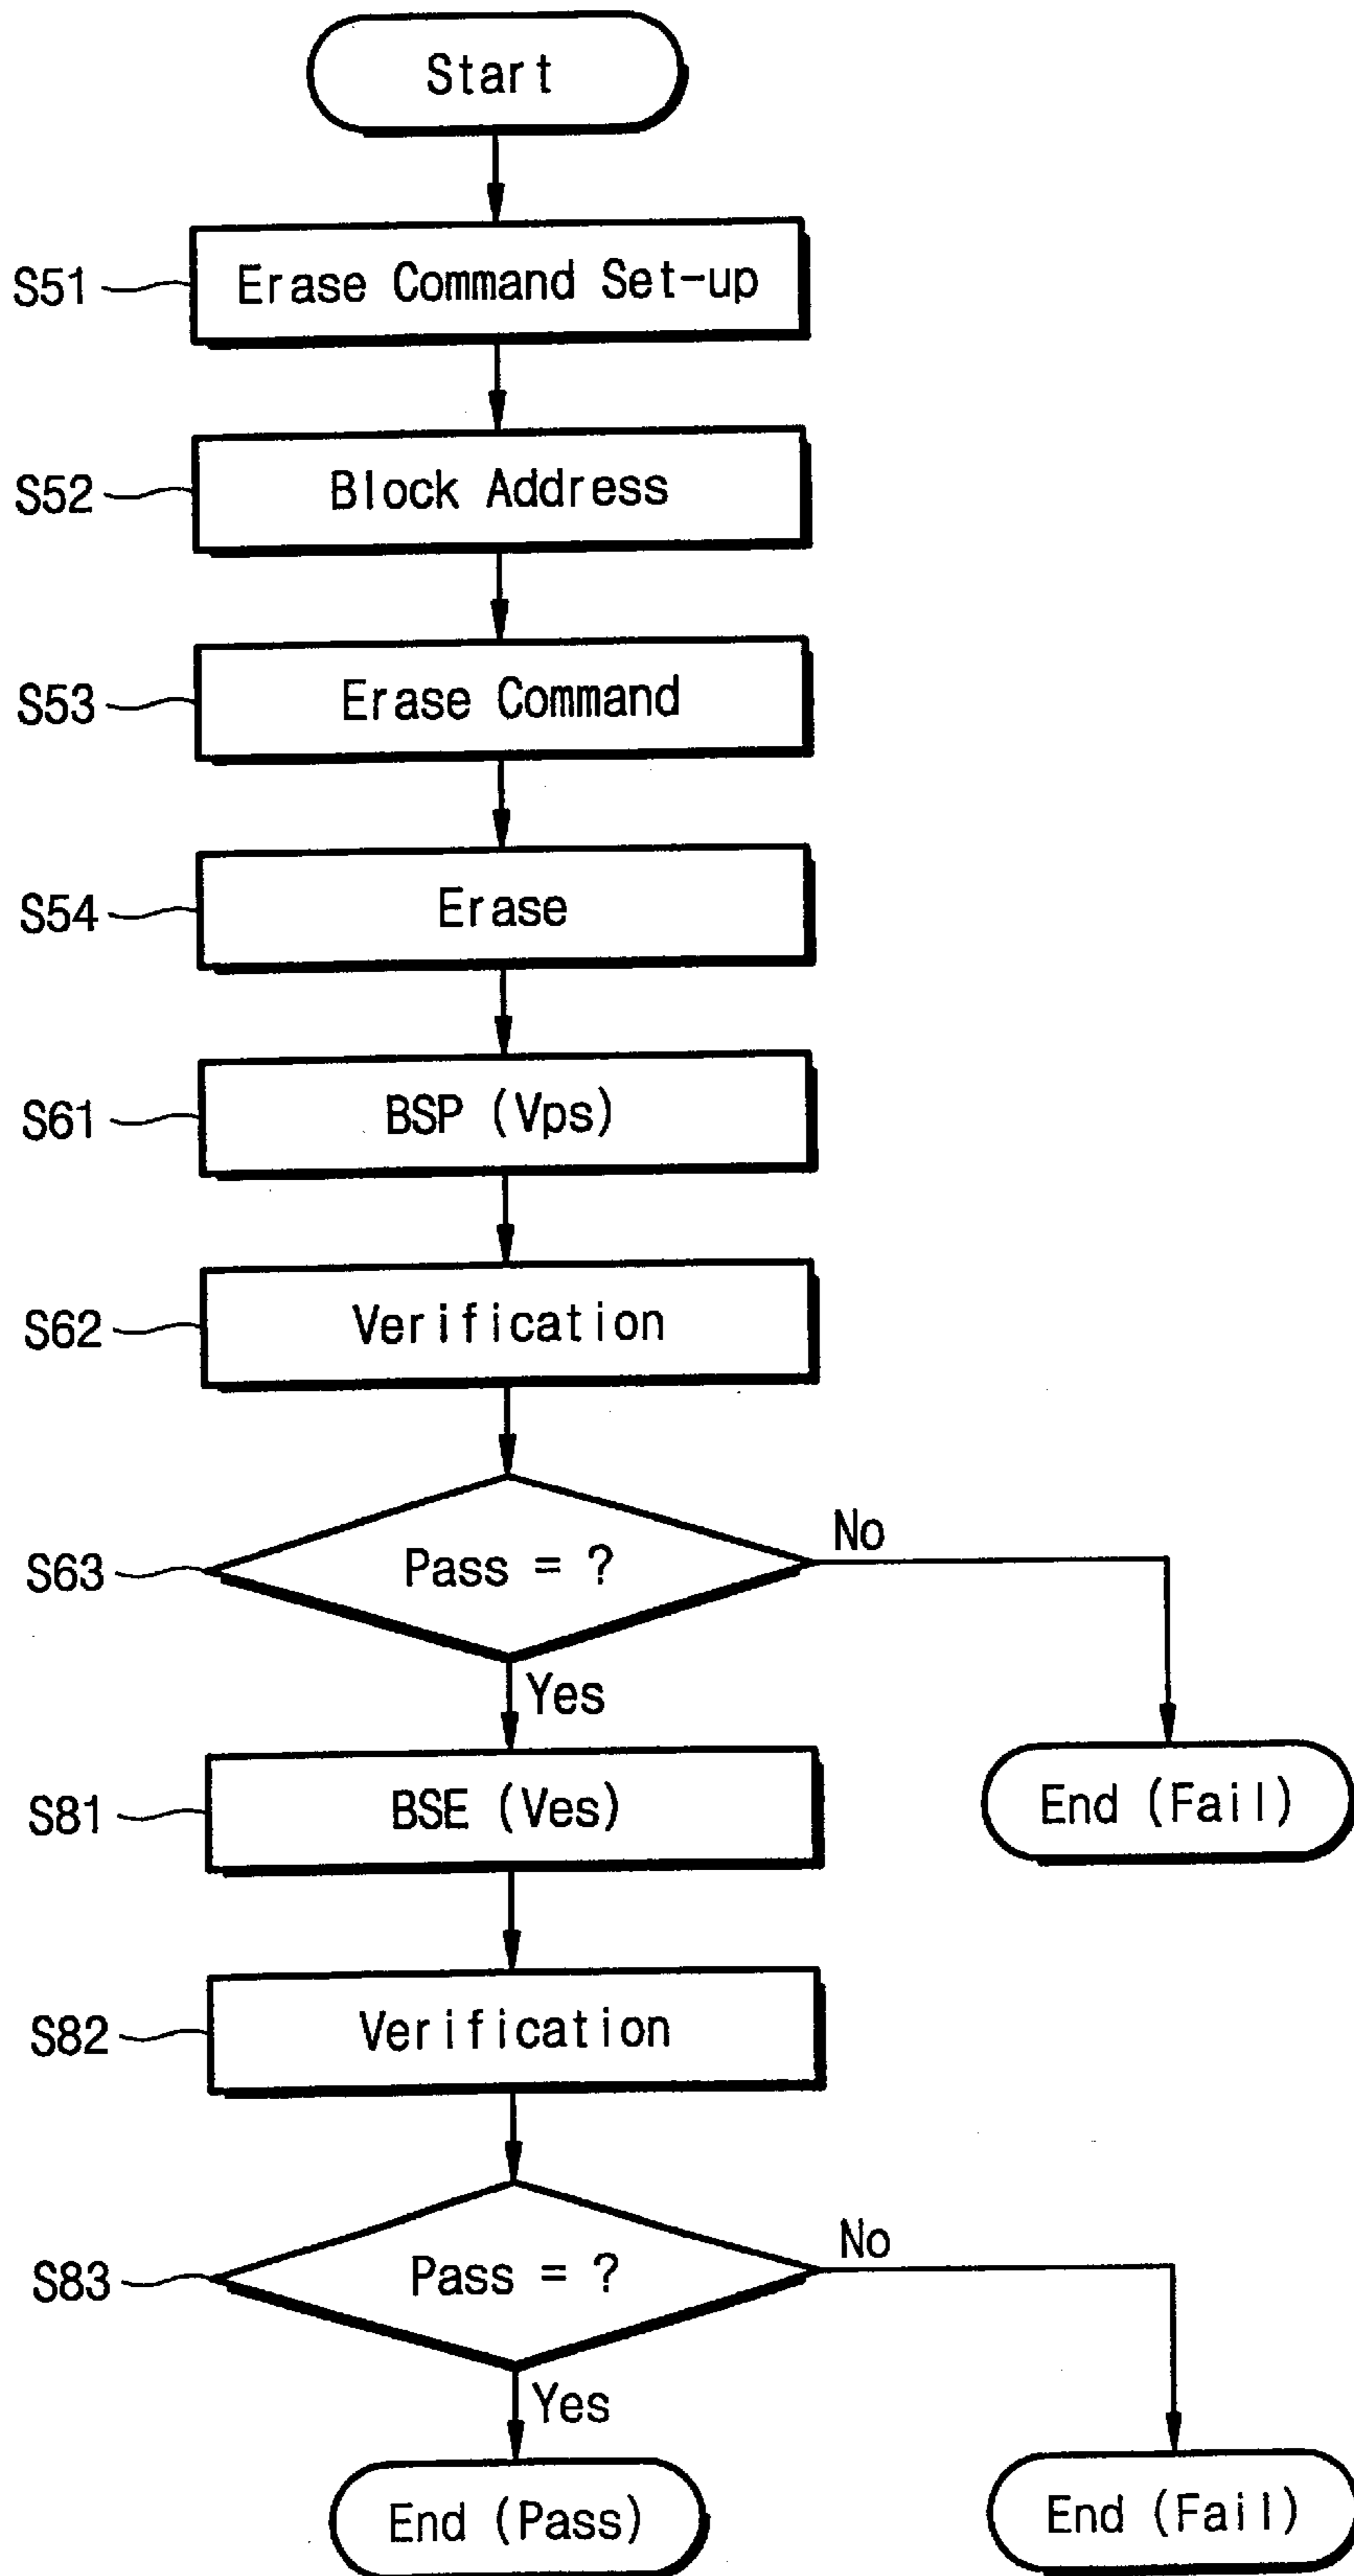 Start
S51
Erase Command Set-up
S52
Block Address
S53
Erase Command
S54
Erase
S61
BSP (Vps)
S62
Verification
S63
Pass = ?
No
Yes
S81
BSE (Ves)
End (Fail)
S82
Verification
S83
Pass = ?
No
Yes
End (Pass)
End (Fail)